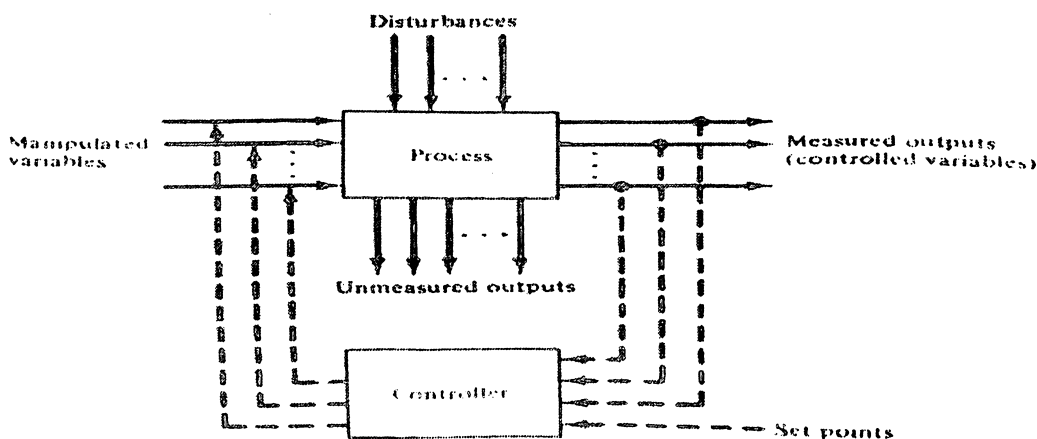 Disturbances
Manipulated
variables
Process
Measured outputs
(controlled variables)
Unmeasured outputs
Controller
Set points